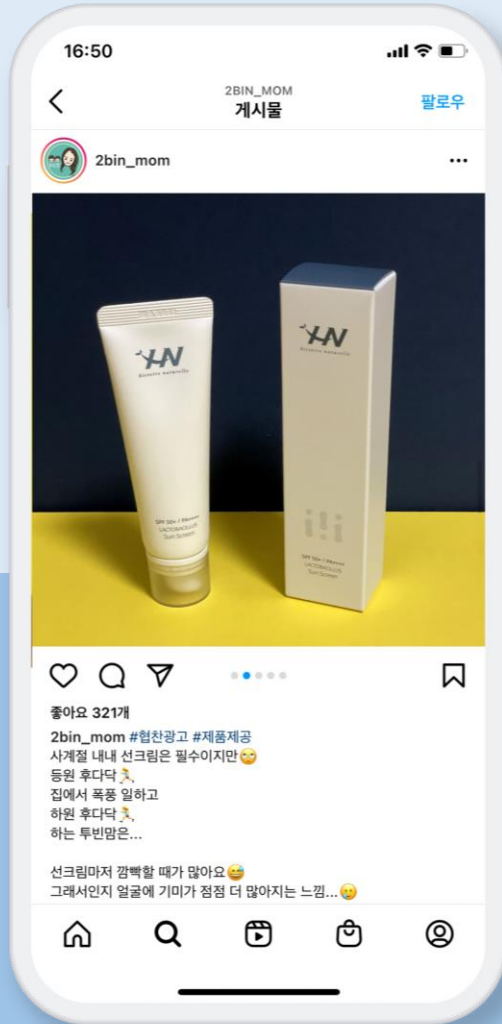 16:50
2BIN_MOM
게시물
팔로우
2bin_mom
HN
SPF 50+ / PA++++
LACTOBACILLUS
Sun Screen
HN
SPF 50+ / PA++++
LACTOBACILLUS
Sun Screen
좋아요 321개
2bin_mom #협찬광고 #제품제공
사계절 내내 선크림은 필수이지만🙄
등원 후다닥🏃
집에서 폭풍 일하고
하원 후다닥🏃
하는 투빈맘은...
선크림마저 깜빡할 때가 많아요😅
그래서인지 얼굴에 기미가 점점 더 많아지는 느낌...🥲